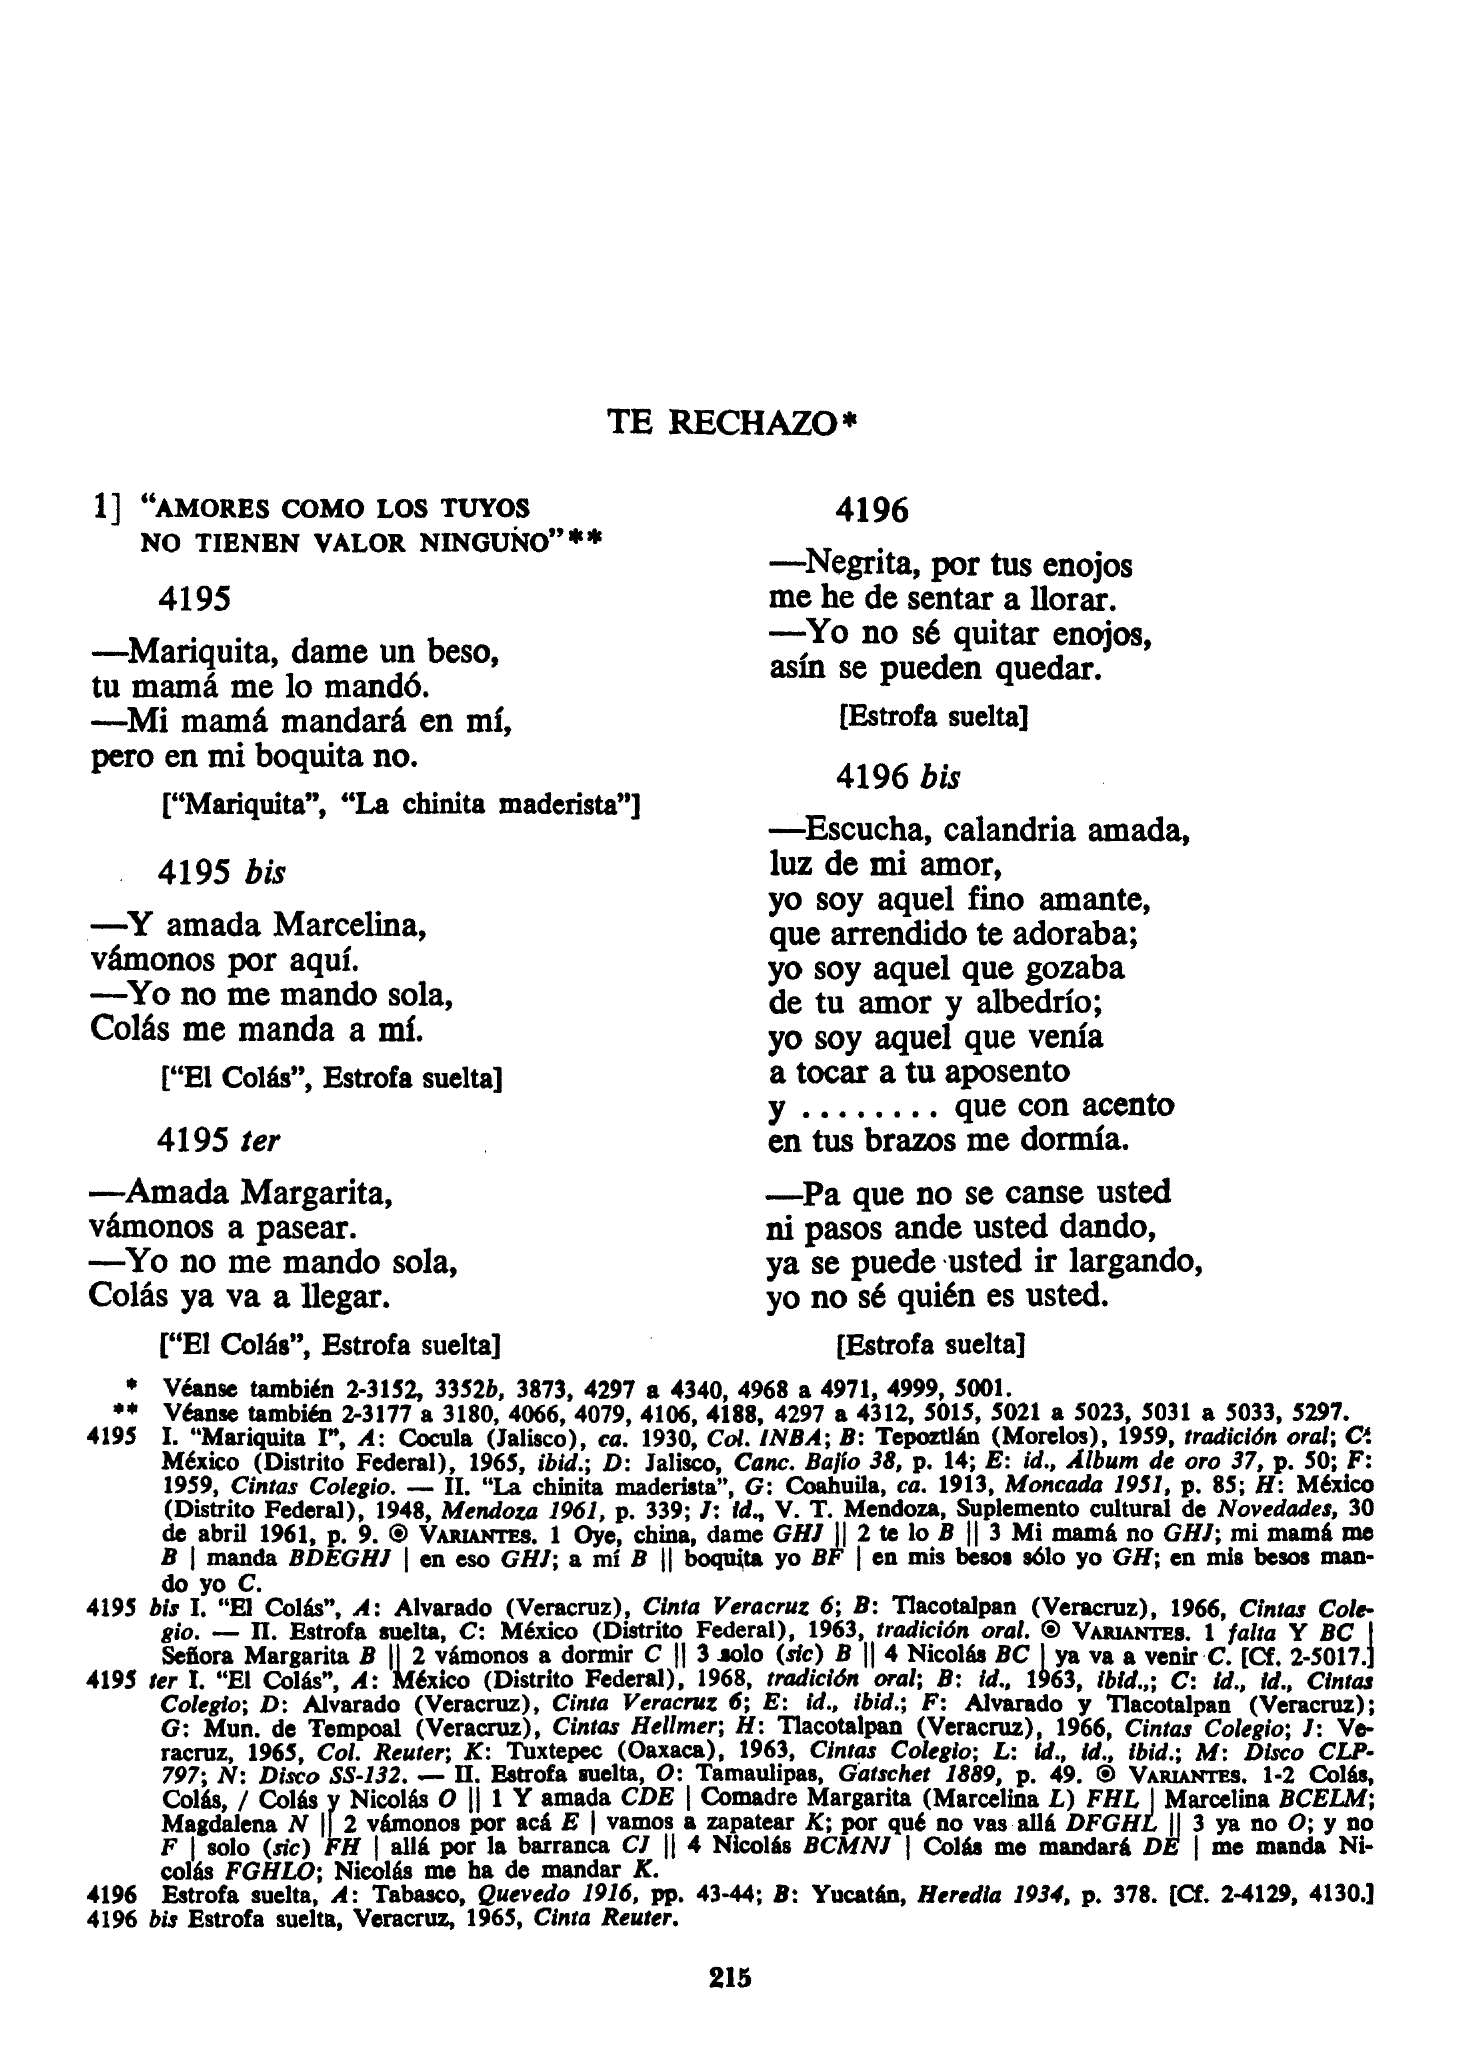 TE RECHAZO*
1] “AMORES COMO LOS TUYOS
NO TIENEN VALOR NINGUNO”**
4195
—Mariquita, dame un beso,
tu mamá me lo mandó.
—Mi mamá mandará en mí,
pero en mi boquita no.
[“Mariquita”, “La chinita maderista”]
4195 bis
—Y amada Marcelina,
vámonos por aquí.
—Yo no me mando sola,
Colás me manda a mí.
[“El Colás”, Estrofa suelta]
4195 ter
—Amada Margarita,
vámonos a pasear.
—Yo no me mando sola,
Colás ya va a llegar.
[“El Colás”, Estrofa suelta]
4196
—Negrita, por tus enojos
me he de sentar a llorar.
—Yo no sé quitar enojos,
asín se pueden quedar.
[Estrofa suelta]
4196 bis
—Escucha, calandria amada,
luz de mi amor,
yo soy aquel fino amante,
que arrendido te adoraba;
yo soy aquel que gozaba
de tu amor y albedrío;
yo soy aquel que venía
a tocar a tu aposento
y ........ que con acento
en tus brazos me dormía.
—Pa que no se canse usted
ni pasos ande usted dando,
ya se puede usted ir largando,
yo no sé quién es usted.
[Estrofa suelta]
* Véanse también 2-3152, 3352b, 3873, 4297 a 4340, 4968 a 4971, 4999, 5001.
** Véanse también 2-3177 a 3180, 4066, 4079, 4106, 4188, 4297 a 4312, 5015, 5021 a 5023, 5031 a 5033, 5297.
4195 I. “Mariquita I”, A: Cocula (Jalisco), ca. 1930, Col. INBA; B: Tepoztlán (Morelos), 1959, tradición oral; C:
México (Distrito Federal), 1965, ibid.; D: Jalisco, Canc. Bajío 38, p. 14; E: id., Álbum de oro 37, p. 50; F:
1959, Cintas Colegio. — II. “La chinita maderista”, G: Coahuila, ca. 1913, Moncada 1951, p. 85; H: México
(Distrito Federal), 1948, Mendoza 1961, p. 339; J: id., V. T. Mendoza, Suplemento cultural de Novedades, 30
de abril 1961, p. 9. ⊙ VARIANTES. 1 Oye, china, dame GHJ || 2 te lo B || 3 Mi mamá no GHJ; mi mamá me
B | manda BDEGHJ | en eso GHJ; a mí B || boquita yo BF | en mis besos sólo yo GH; en mis besos man-
do yo C.
4195 bis I. “El Colás”, A: Alvarado (Veracruz), Cinta Veracruz 6; B: Tlacotalpan (Veracruz), 1966, Cintas Cole-
gio. — II. Estrofa suelta, C: México (Distrito Federal), 1963, tradición oral. ⊙ VARIANTES. 1 falta Y BC |
Señora Margarita B || 2 vámonos a dormir C || 3 solo (sic) B || 4 Nicolás BC | ya va a venir C. [Cf. 2-5017.]
4195 ter I. “El Colás”, A: México (Distrito Federal), 1968, tradición oral; B: id., 1963, ibid.,; C: id., id., Cintas
Colegio; D: Alvarado (Veracruz), Cinta Veracruz 6; E: id., ibid.; F: Alvarado y Tlacotalpan (Veracruz);
G: Mun. de Tempoal (Veracruz), Cintas Hellmer; H: Tlacotalpan (Veracruz), 1966, Cintas Colegio; J: Ve-
racruz, 1965, Col. Reuter; K: Tuxtepec (Oaxaca), 1963, Cintas Colegio; L: id., id., ibid.; M: Disco CLP-
797; N: Disco SS-132. — II. Estrofa suelta, O: Tamaulipas, Gatschet 1889, p. 49. ⊙ VARIANTES. 1-2 Colás,
Colás, / Colás y Nicolás O || 1 Y amada CDE | Comadre Margarita (Marcelina L) FHL | Marcelina BCELM;
Magdalena N || 2 vámonos por acá E | vamos a zapatear K; por qué no vas allá DFGHL || 3 ya no O; y no
F | solo (sic) FH | allá por la barranca CJ || 4 Nicolás BCMNJ | Colás me mandará DE | me manda Ni-
colás FGHLO; Nicolás me ha de mandar K.
4196 Estrofa suelta, A: Tabasco, Quevedo 1916, pp. 43-44; B: Yucatán, Heredia 1934, p. 378. [Cf. 2-4129, 4130.]
4196 bis Estrofa suelta, Veracruz, 1965, Cinta Reuter.
215